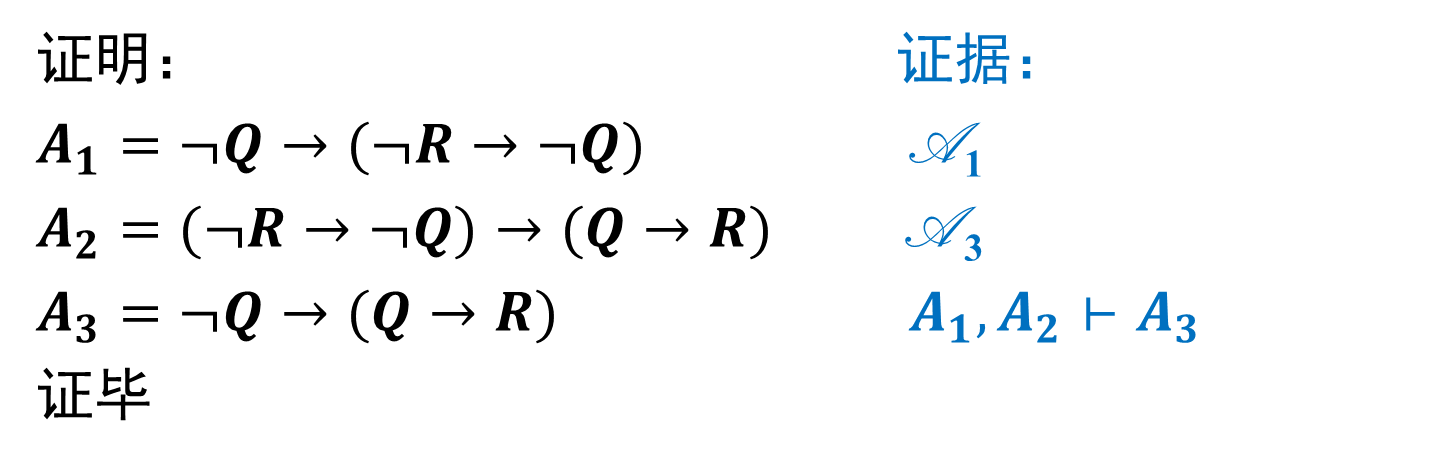 证明： 证据：
A₁ = ¬Q → (¬R → ¬Q) 𝒜₁
A₂ = (¬R → ¬Q) → (Q → R) 𝒜₃
A₃ = ¬Q → (Q → R) A₁, A₂ ⊢ A₃
证毕